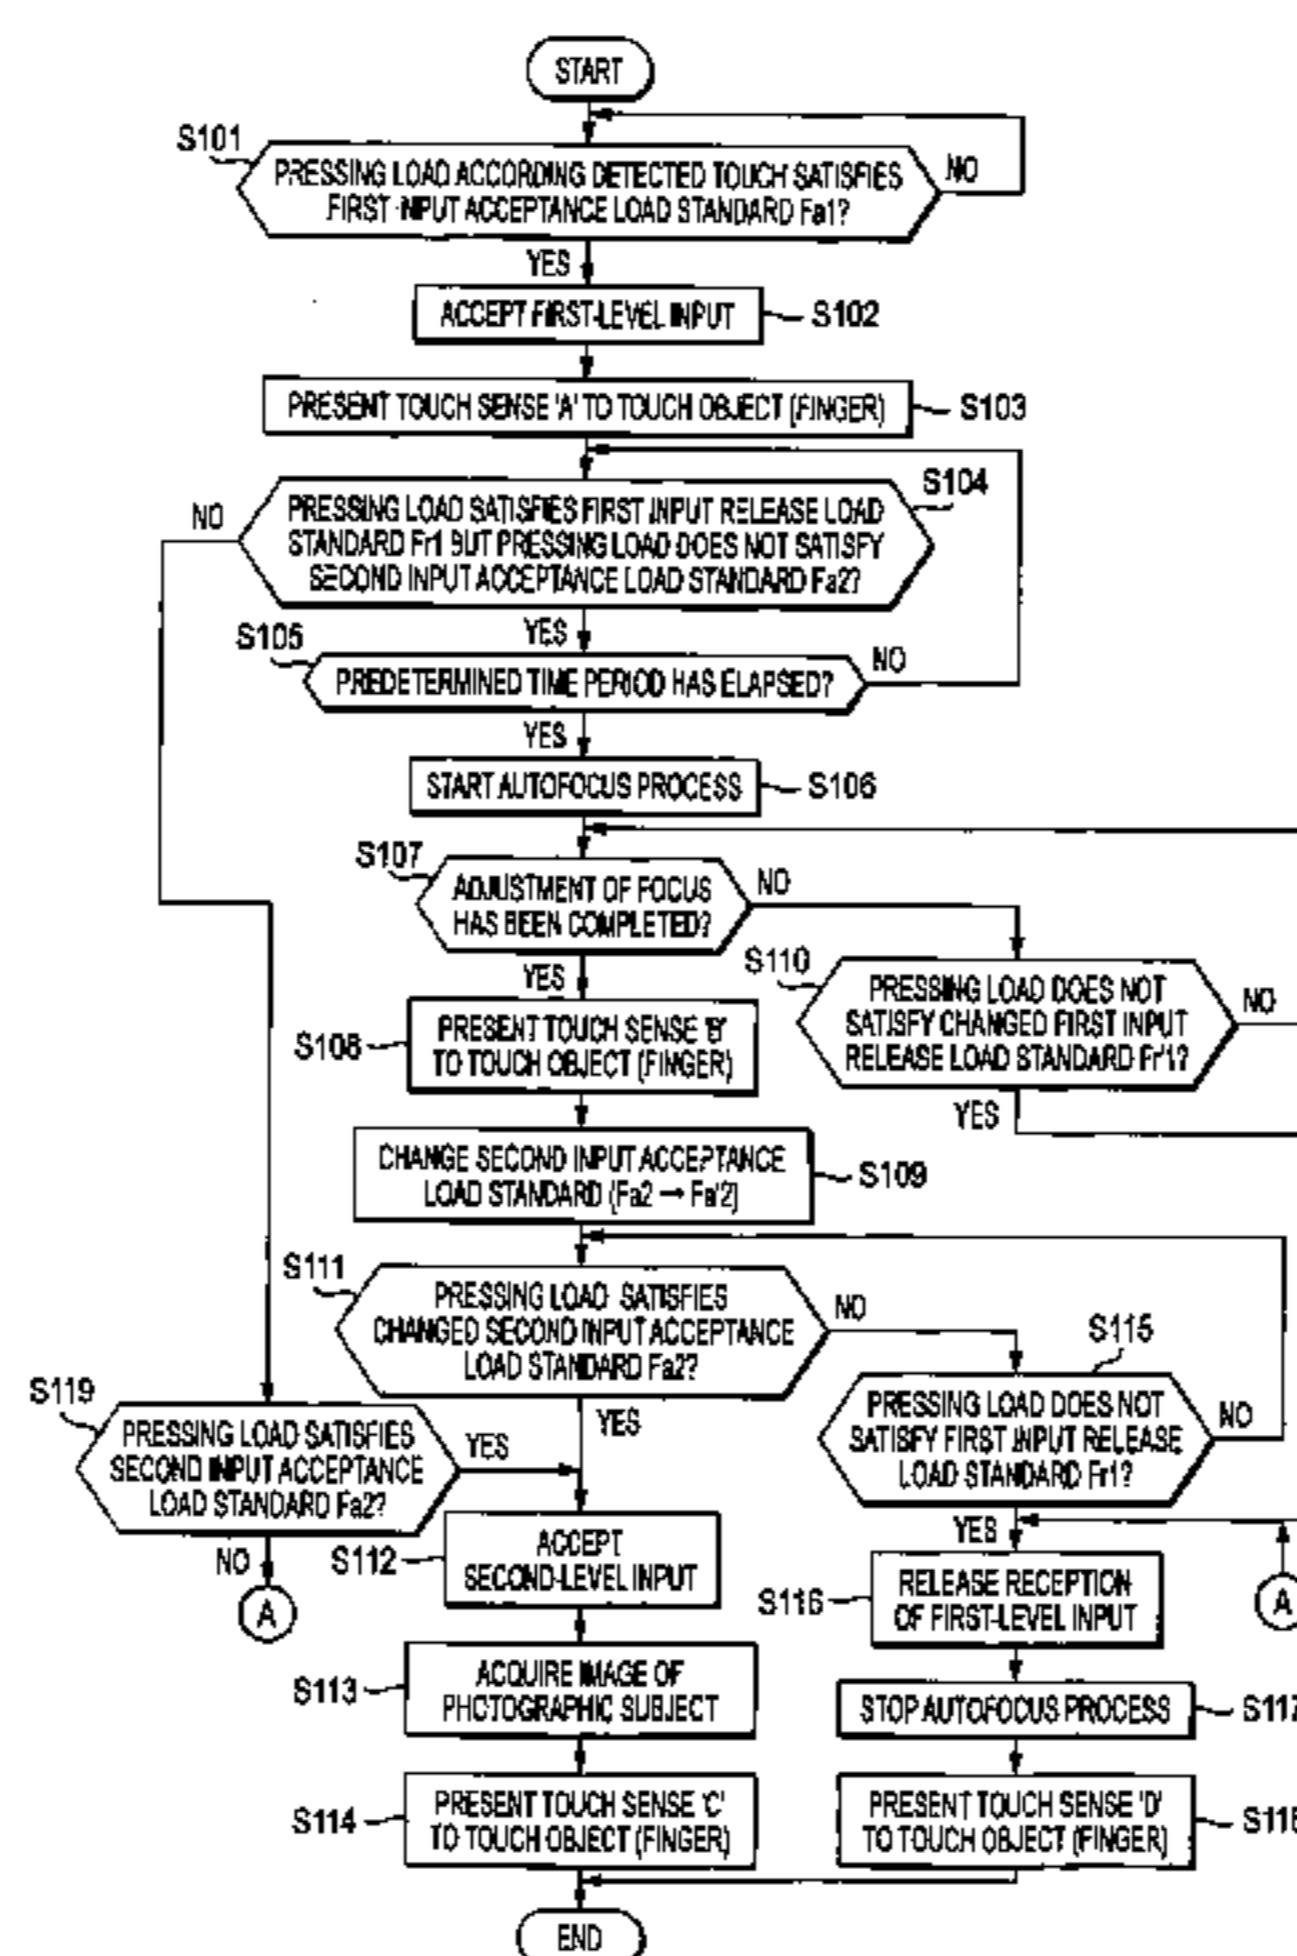 START
S101
PRESSING LOAD ACCORDING DETECTED TOUCH SATISFIES
FIRST INPUT ACCEPTANCE LOAD STANDARD Fa1?
NO
YES
ACCEPT FIRST-LEVEL INPUT
S102
PRESENT TOUCH SENSE 'A' TO TOUCH OBJECT (FINGER)
S103
S104
NO
PRESSING LOAD SATISFIES FIRST INPUT RELEASE LOAD
STANDARD Fr1 BUT PRESSING LOAD DOES NOT SATISFY
SECOND INPUT ACCEPTANCE LOAD STANDARD Fa2?
YES
S105
PREDETERMINED TIME PERIOD HAS ELAPSED?
NO
YES
START AUTOFOCUS PROCESS
S106
S107
ADJUSTMENT OF FOCUS
HAS BEEN COMPLETED?
NO
YES
S110
PRESSING LOAD DOES NOT
SATISFY CHANGED FIRST INPUT
RELEASE LOAD STANDARD Fr'1?
NO
YES
S108
PRESENT TOUCH SENSE 'B'
TO TOUCH OBJECT (FINGER)
CHANGE SECOND INPUT ACCEPTANCE
LOAD STANDARD (Fa2 → Fa'2)
S109
S111
PRESSING LOAD SATISFIES
CHANGED SECOND INPUT ACCEPTANCE
LOAD STANDARD Fa2?
NO
YES
S115
PRESSING LOAD DOES NOT
SATISFY FIRST INPUT RELEASE
LOAD STANDARD Fr1?
NO
YES
S119
PRESSING LOAD SATISFIES
SECOND INPUT ACCEPTANCE
LOAD STANDARD Fa2?
YES
NO
A
S112
ACCEPT
SECOND-LEVEL INPUT
S116
RELEASE RECEPTION
OF FIRST-LEVEL INPUT
A
S113
ACQUIRE IMAGE OF
PHOTOGRAPHIC SUBJECT
STOP AUTOFOCUS PROCESS
S117
S114
PRESENT TOUCH SENSE 'C'
TO TOUCH OBJECT (FINGER)
PRESENT TOUCH SENSE 'D'
TO TOUCH OBJECT (FINGER)
S118
END